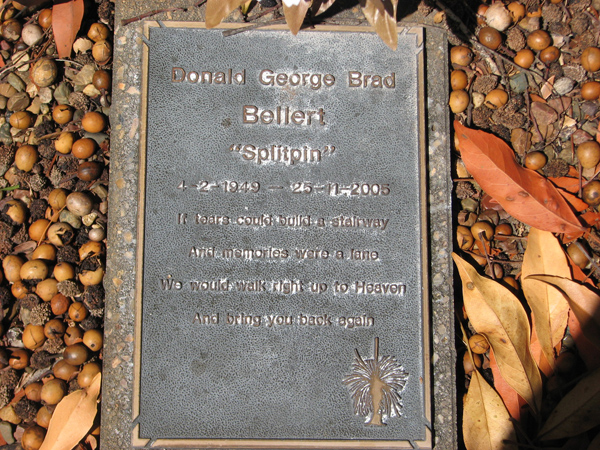 Donald George Brad
Bellert
"Splitpin"
4-2-1949 — 25-11-2005
If tears could build a stairway
And memories were a lane
We would walk right up to Heaven
And bring you back again